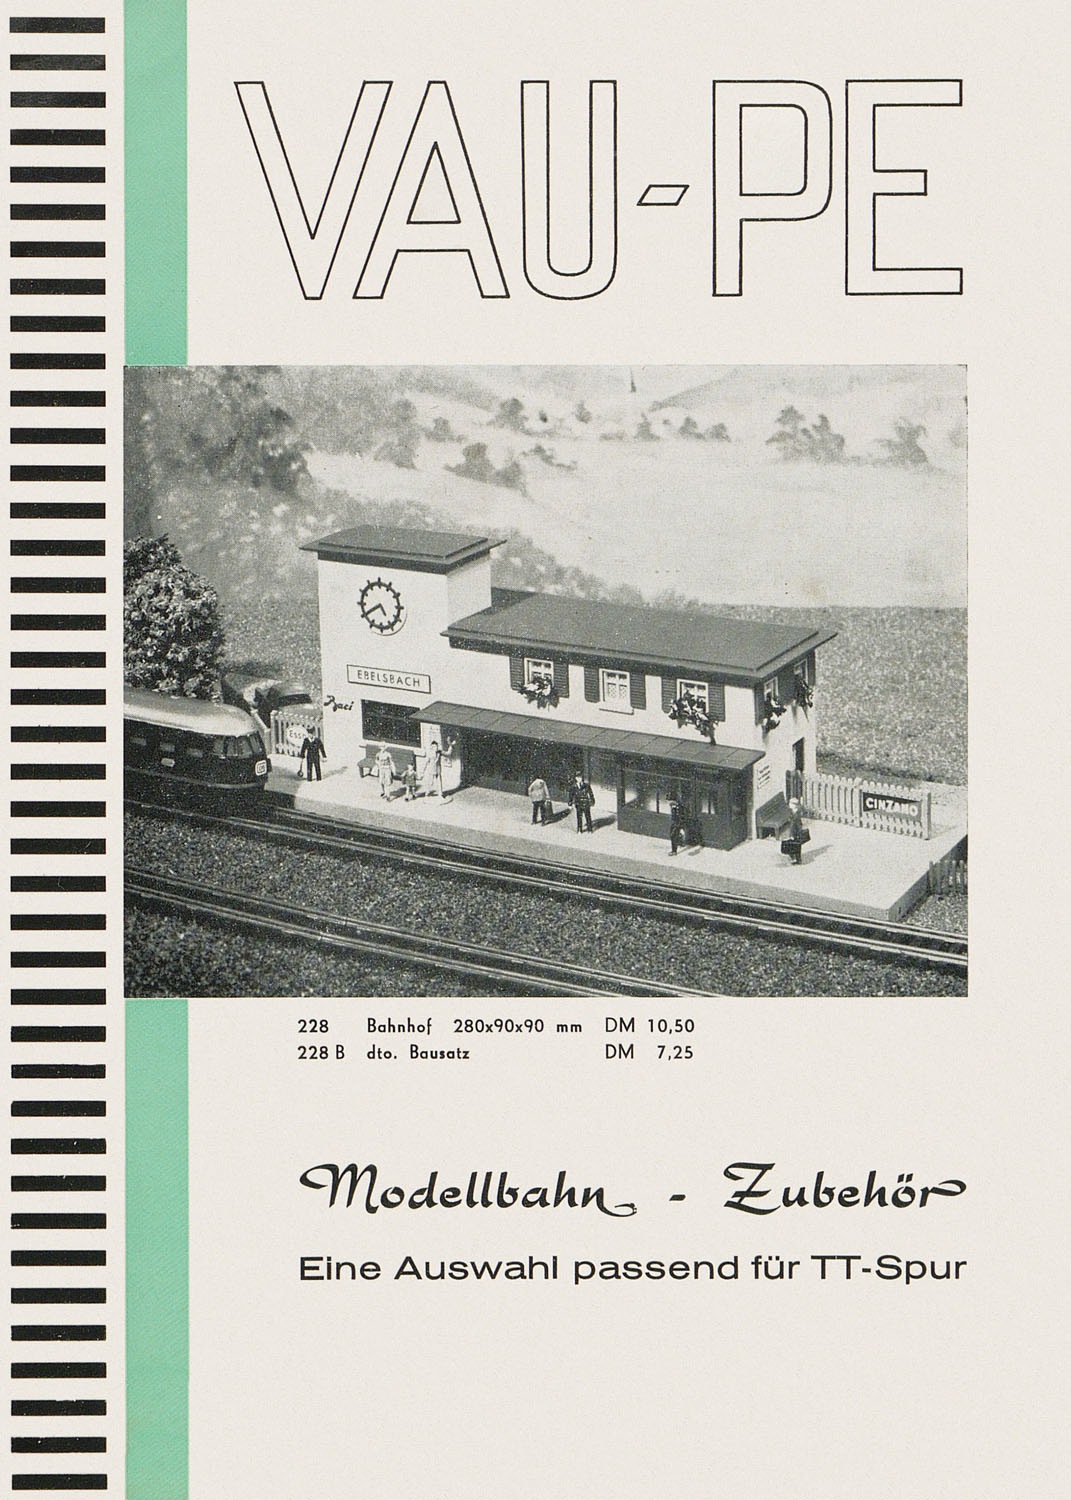 VAU-PE
EBELSBACH
Esso
CINZANO
228 Bahnhof 280x90x90 mm DM 10,50
228 B dto. Bausatz DM 7,25
Modellbahn - Zubehör
Eine Auswahl passend für TT-Spur